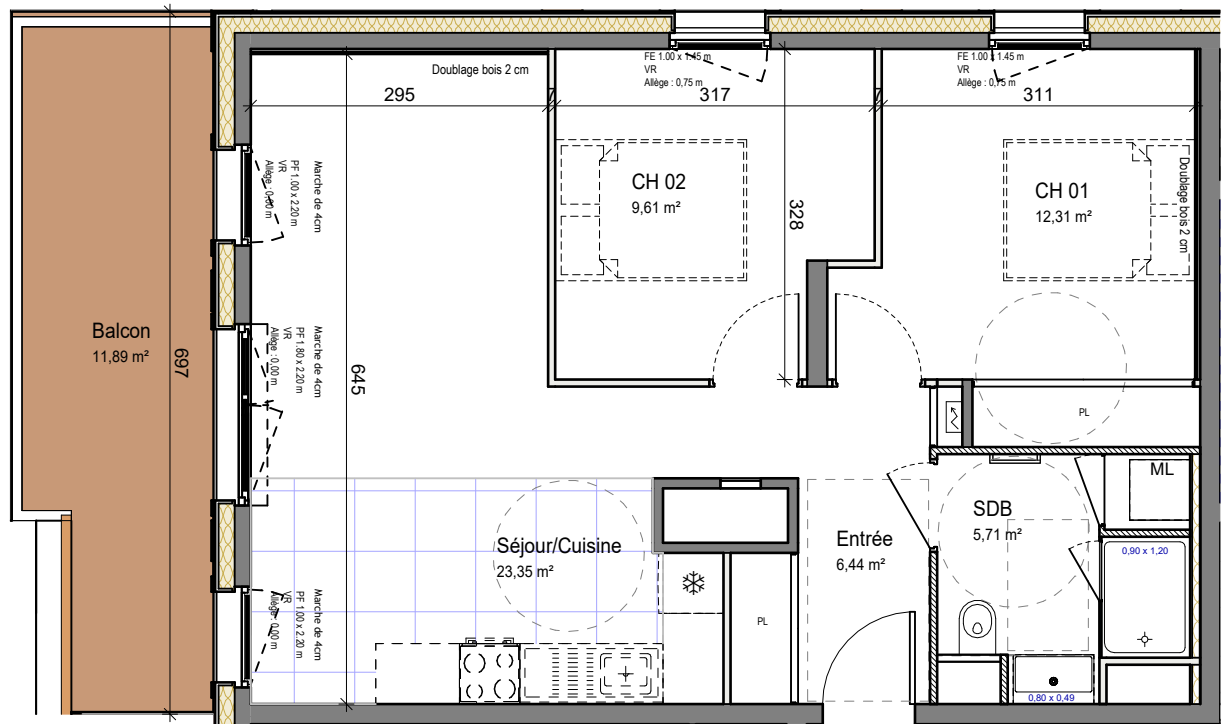 FE 1.00 x 1.45 m
VR
Allège : 0,75 m
FE 1.00 x 1.45 m
VR
Allège : 0,75 m
Doublage bois 2 cm
295
7
317
7
311
Marche de 4cm
PF 1.00 x 2.20 m
VR
Allège : 0,00 m
CH 02
9,61 m²
328
CH 01
12,31 m²
Doublage bois 2 cm
Balcon
11,89 m²
697
Marche de 4cm
PF 1.80 x 2.20 m
VR
Allège : 0,00 m
645
PL
ML
SDB
5,71 m²
Entrée
6,44 m²
Séjour/Cuisine
23,35 m²
0,90 x 1,20
Marche de 4cm
PF 1.00 x 2.20 m
VR
Allège : 0,00 m
PL
0,80 x 0,49